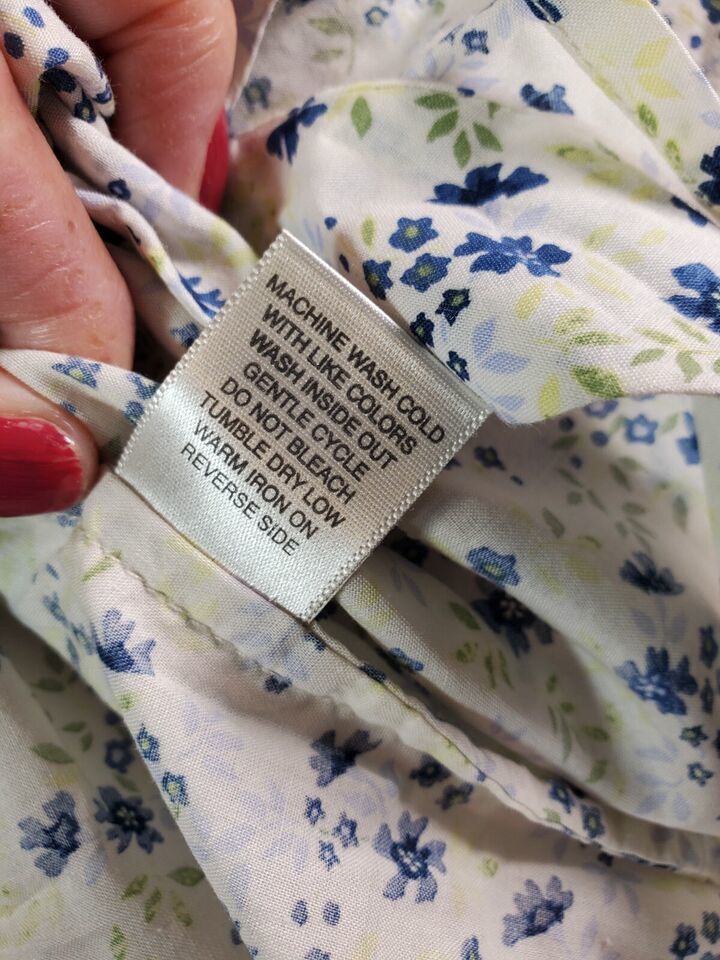 MACHINE WASH COLD
WITH LIKE COLORS
WASH INSIDE OUT
GENTLE CYCLE
DO NOT BLEACH
TUMBLE DRY LOW
WARM IRON ON
REVERSE SIDE